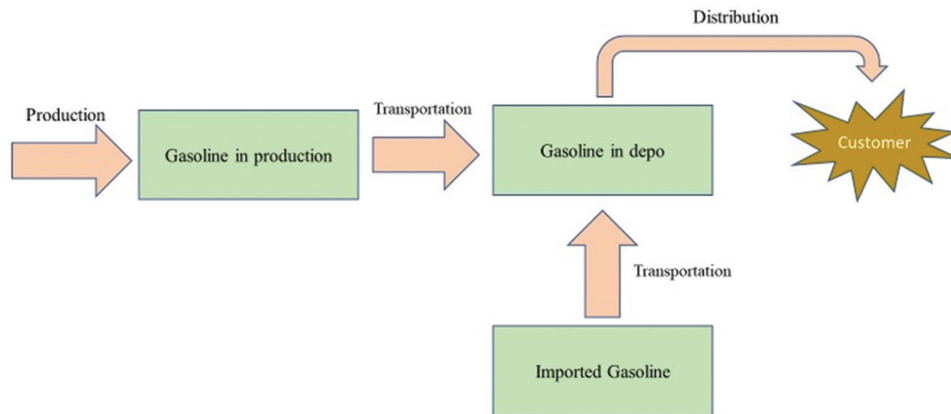 Distribution
Production
Transportation
Gasoline in production
Gasoline in depo
Customer
Transportation
Imported Gasoline